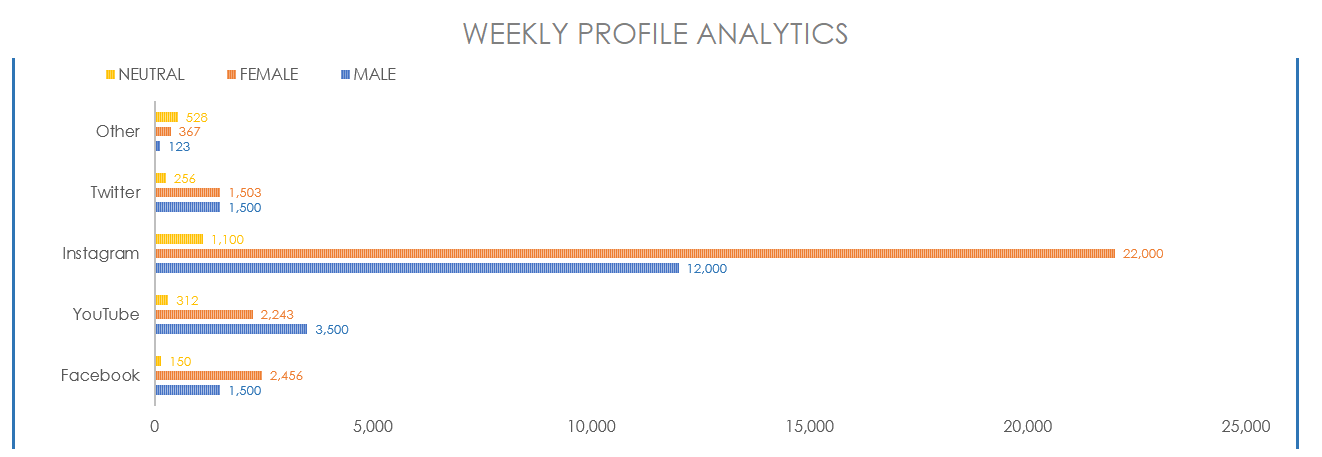 WEEKLY PROFILE ANALYTICS
NEUTRAL FEMALE MALE
528
Other 367
123
256
Twitter 1,503
1,500
1,100
Instagram 22,000
12,000
312
YouTube 2,243
3,500
150
Facebook 2,456
1,500
0 5,000 10,000 15,000 20,000 25,000